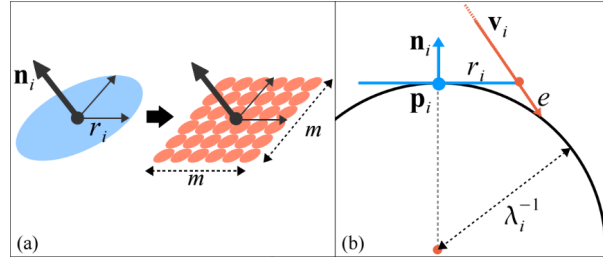 n_i
r_i
m
m
(a)
v_i
n_i
r_i
p_i
e
λ_i^{-1}
(b)